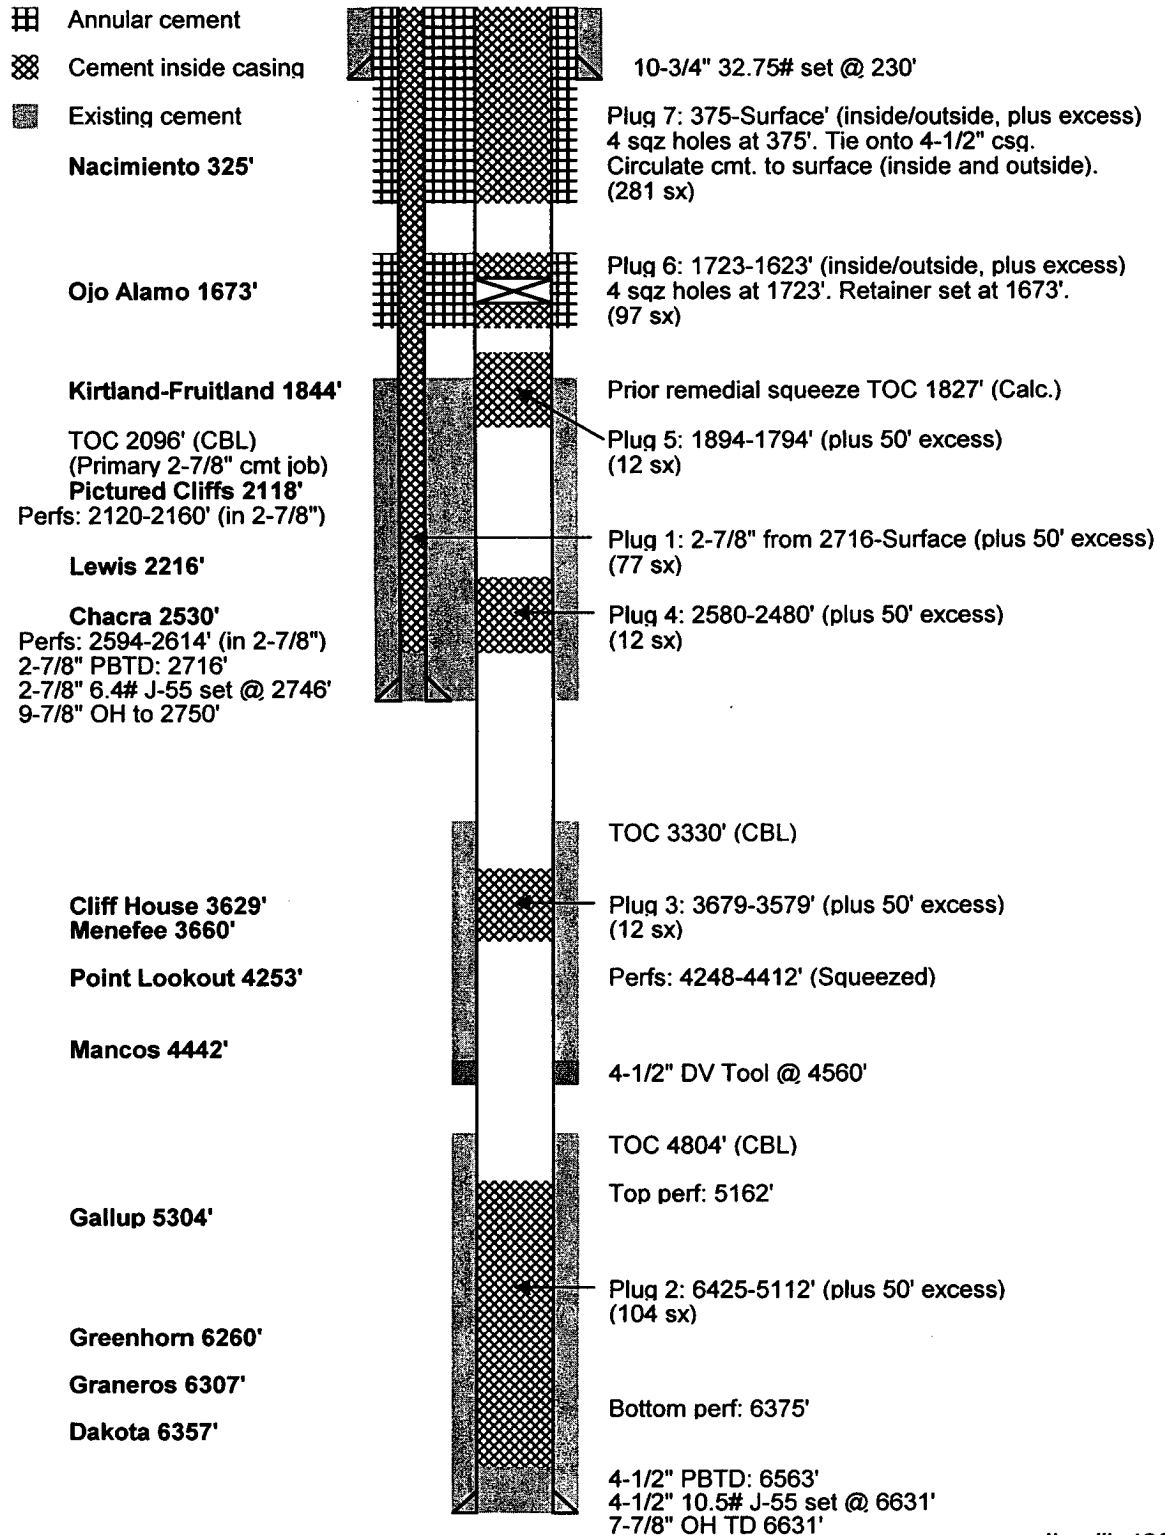 Annular cement
Cement inside casing
10-3/4" 32.75# set @ 230'
Existing cement
Plug 7: 375-Surface' (inside/outside, plus excess)
4 sqz holes at 375'. Tie onto 4-1/2" csg.
Nacimiento 325'
Circulate cmt. to surface (inside and outside).
(281 sx)
Plug 6: 1723-1623' (inside/outside, plus excess)
Ojo Alamo 1673'
4 sqz holes at 1723'. Retainer set at 1673'.
(97 sx)
Kirtland-Fruitland 1844'
Prior remedial squeeze TOC 1827' (Calc.)
TOC 2096' (CBL)
(Primary 2-7/8" cmt job)
Plug 5: 1894-1794' (plus 50' excess)
(12 sx)
Pictured Cliffs 2118'
Perfs: 2120-2160' (in 2-7/8")
Plug 1: 2-7/8" from 2716-Surface (plus 50' excess)
(77 sx)
Lewis 2216'
Chacra 2530'
Plug 4: 2580-2480' (plus 50' excess)
(12 sx)
Perfs: 2594-2614' (in 2-7/8")
2-7/8" PBTD: 2716'
2-7/8" 6.4# J-55 set @ 2746'
9-7/8" OH to 2750'
TOC 3330' (CBL)
Cliff House 3629'
Menefee 3660'
Plug 3: 3679-3579' (plus 50' excess)
(12 sx)
Point Lookout 4253'
Perfs: 4248-4412' (Squeezed)
Mancos 4442'
4-1/2" DV Tool @ 4560'
TOC 4804' (CBL)
Top perf: 5162'
Gallup 5304'
Plug 2: 6425-5112' (plus 50' excess)
(104 sx)
Greenhorn 6260'
Graneros 6307'
Bottom perf: 6375'
Dakota 6357'
4-1/2" PBTD: 6563'
4-1/2" 10.5# J-55 set @ 6631'
7-7/8" OH TD 6631'